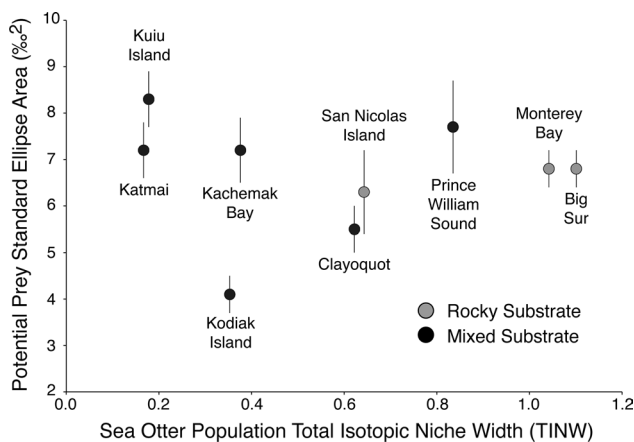 Potential Prey Standard Ellipse Area (‰2)
10
9
8
7
6
5
4
3
2
Kuiu
Island
Katmai
Kachemak
Bay
Kodiak
Island
San Nicolas
Island
Clayoquot
Prince
William
Sound
Monterey
Bay
Big
Sur
Rocky Substrate
Mixed Substrate
0.0 0.2 0.4 0.6 0.8 1.0 1.2
Sea Otter Population Total Isotopic Niche Width (TINW)